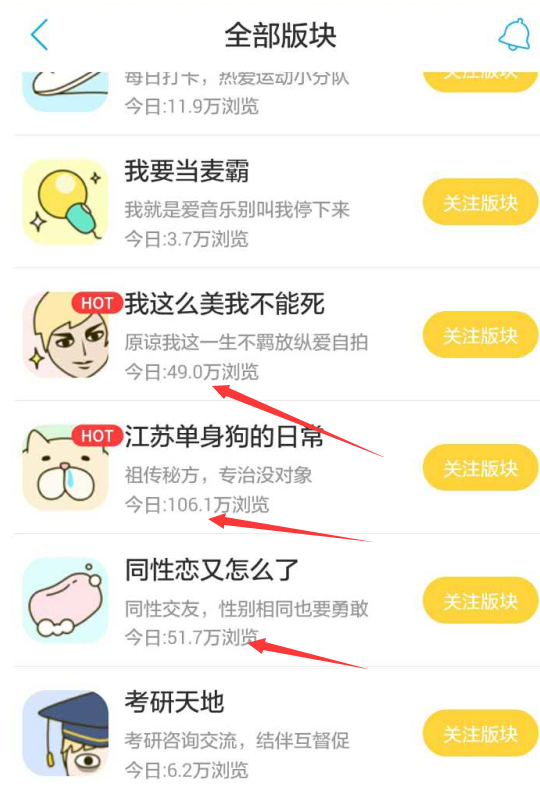 全部版块
每日打卡，热爱运动小分队
今日:11.9万浏览
关注版块
我要当麦霸
我就是爱音乐别叫我停下来
今日:3.7万浏览
关注版块
HOT
我这么美我不能死
原谅我这一生不羁放纵爱自拍
今日:49.0万浏览
关注版块
HOT
江苏单身狗的日常
祖传秘方，专治没对象
今日:106.1万浏览
关注版块
同性恋又怎么了
同性交友，性别相同也要勇敢
今日:51.7万浏览
关注版块
考研天地
考研咨询交流，结伴互督促
今日:6.2万浏览
关注版块